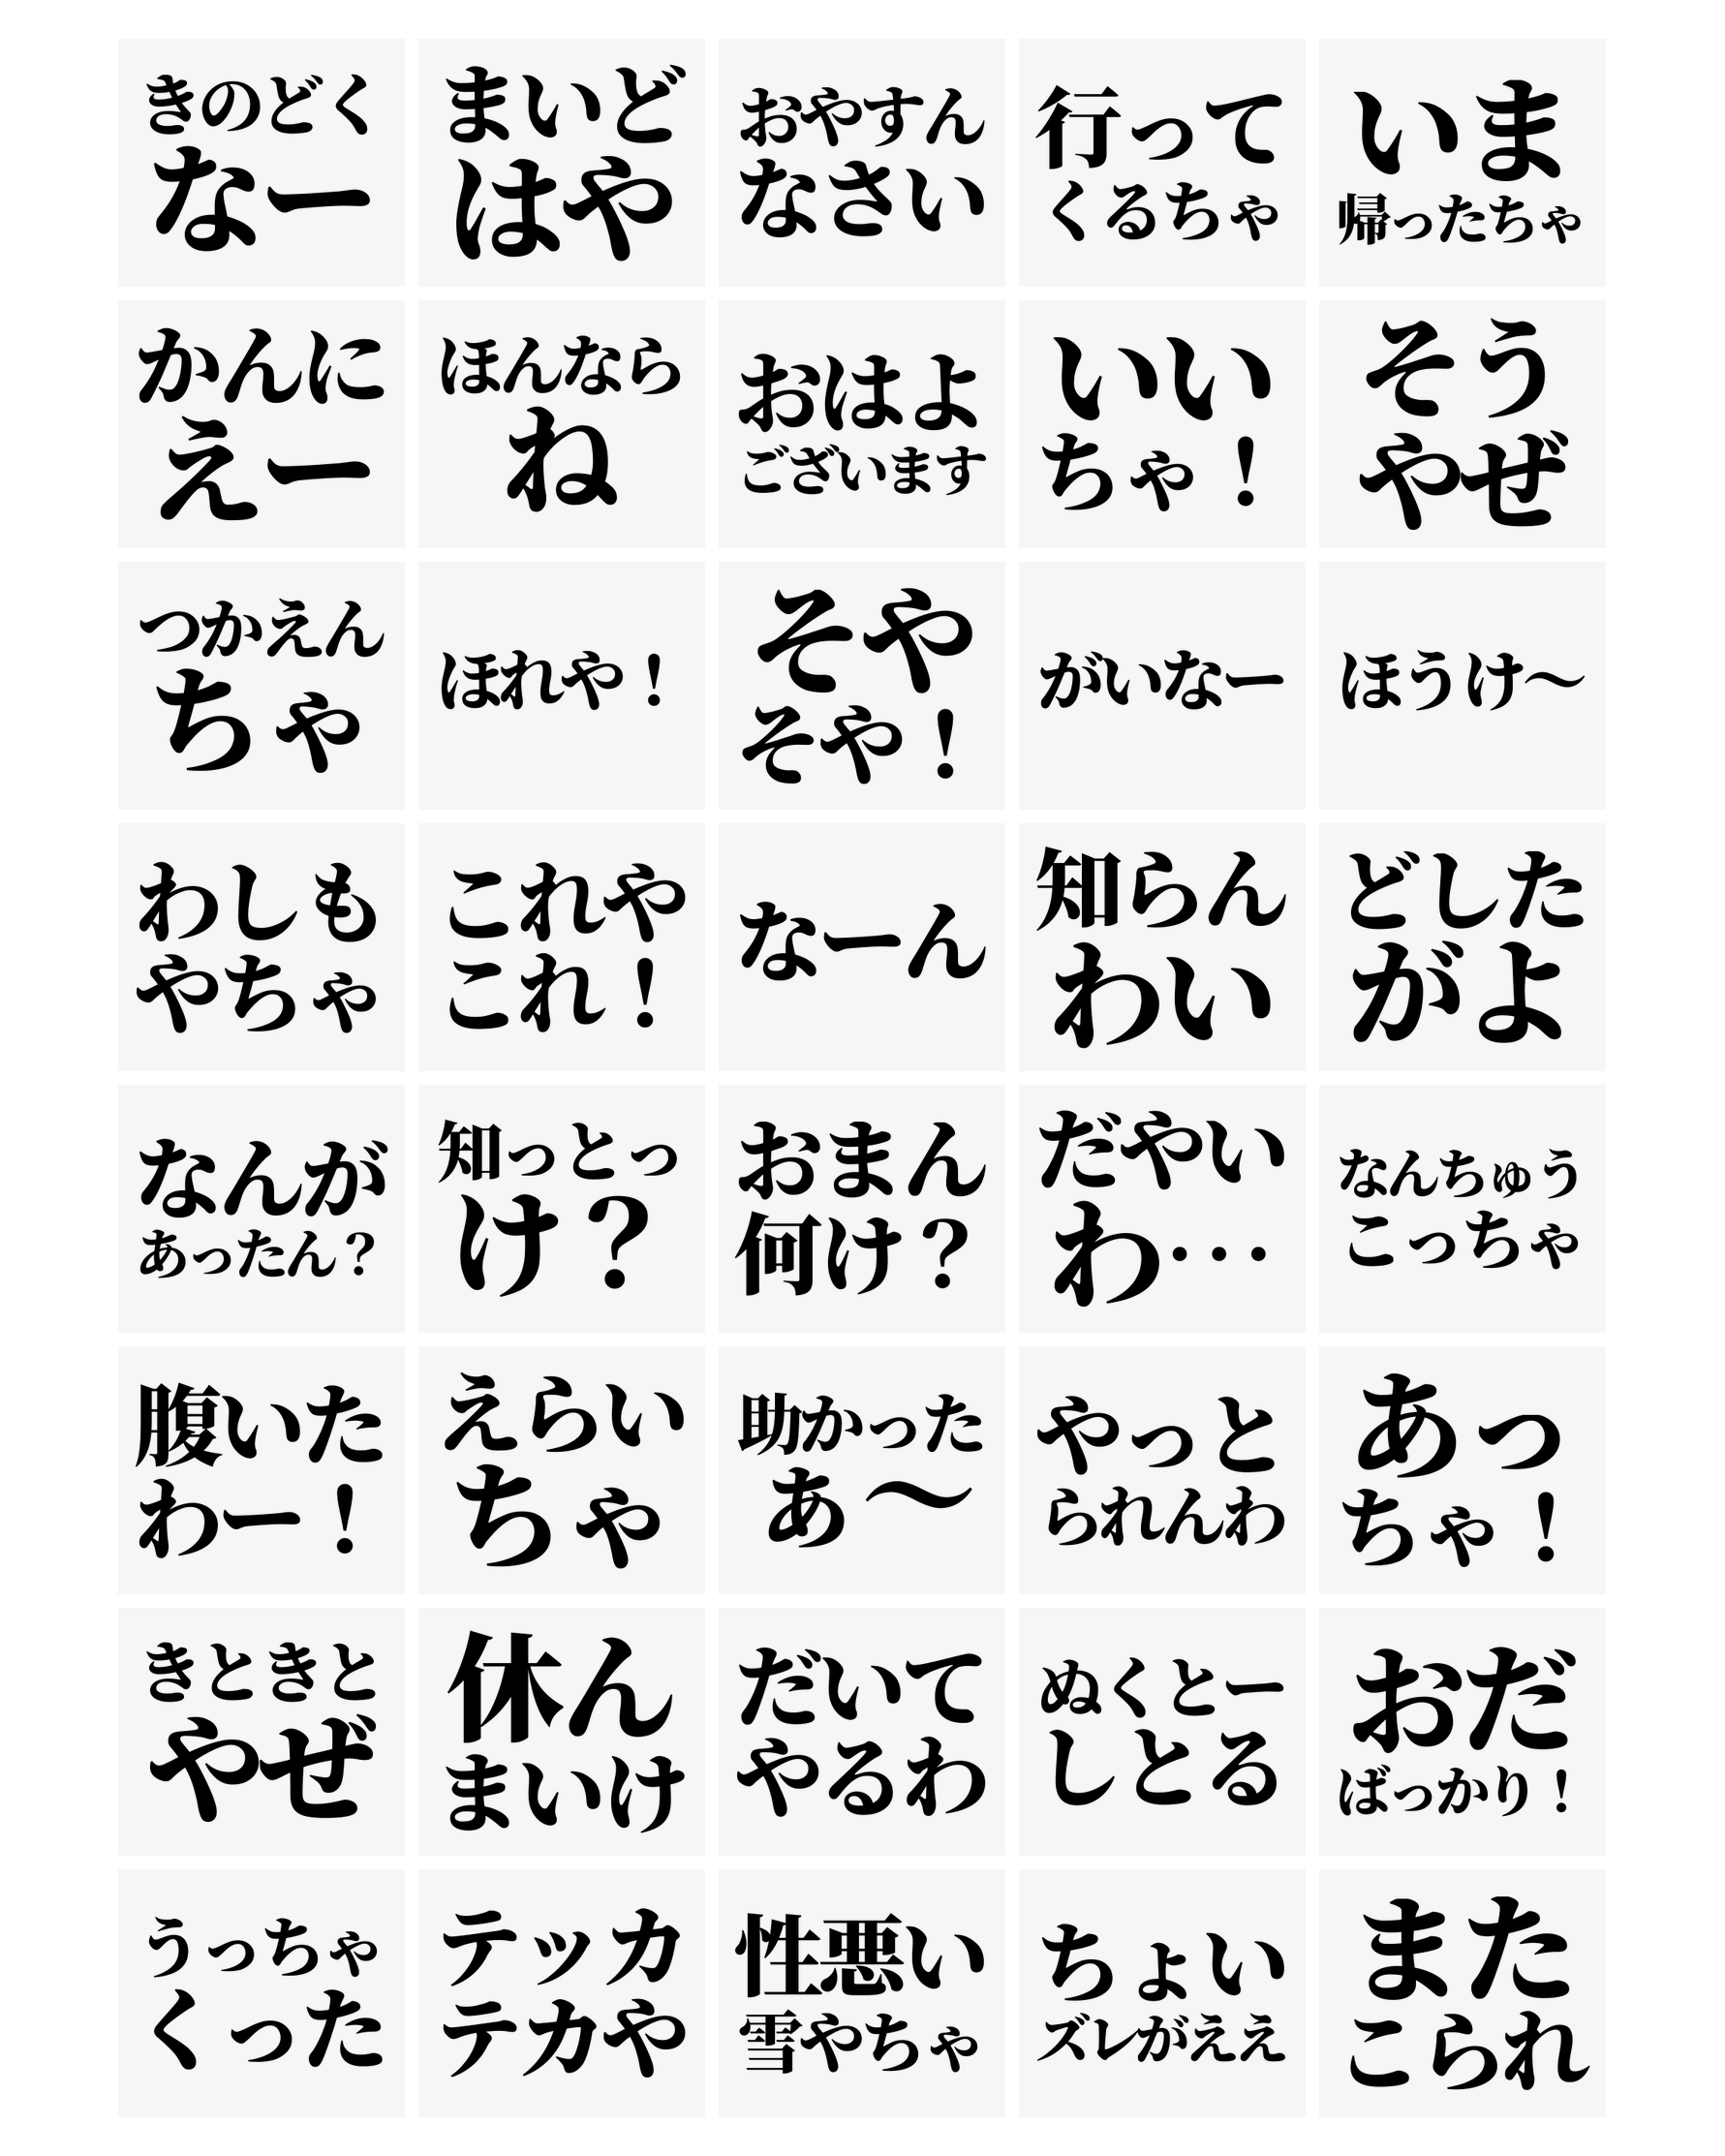 きのどく
なー
まいど
はや
おやすん
なさい
行って
くるちゃ
いま
帰ったちゃ
かんに
えー
ほんなら
ね
おはよ
ございます
いい
ちゃ！
そう
やぜ
つかえん
ちゃ
ほれや！
そや
そや！
がいなー
ほうけ〜
わしも
やちゃ
これや
これ！
なーん
知らん
わい
どした
がよ
なんが
あったん？
知っとっ
け？
おまん
何け？
だやい
わ・・・
なんちゅう
こっちゃ
腹いた
わー！
えらい
ちゃ
助かった
あ〜
やっと
られんわ
あっ
ちゃ！
きときと
やぜ
休ん
まいけ
だいて
やるわ
ぬくとー
しとる
おだ
ばっかり！
うっちゃ
くった
テッカ
テカや
性悪い
雪やちゃ
ちょい
ズレがええ
また
こられ